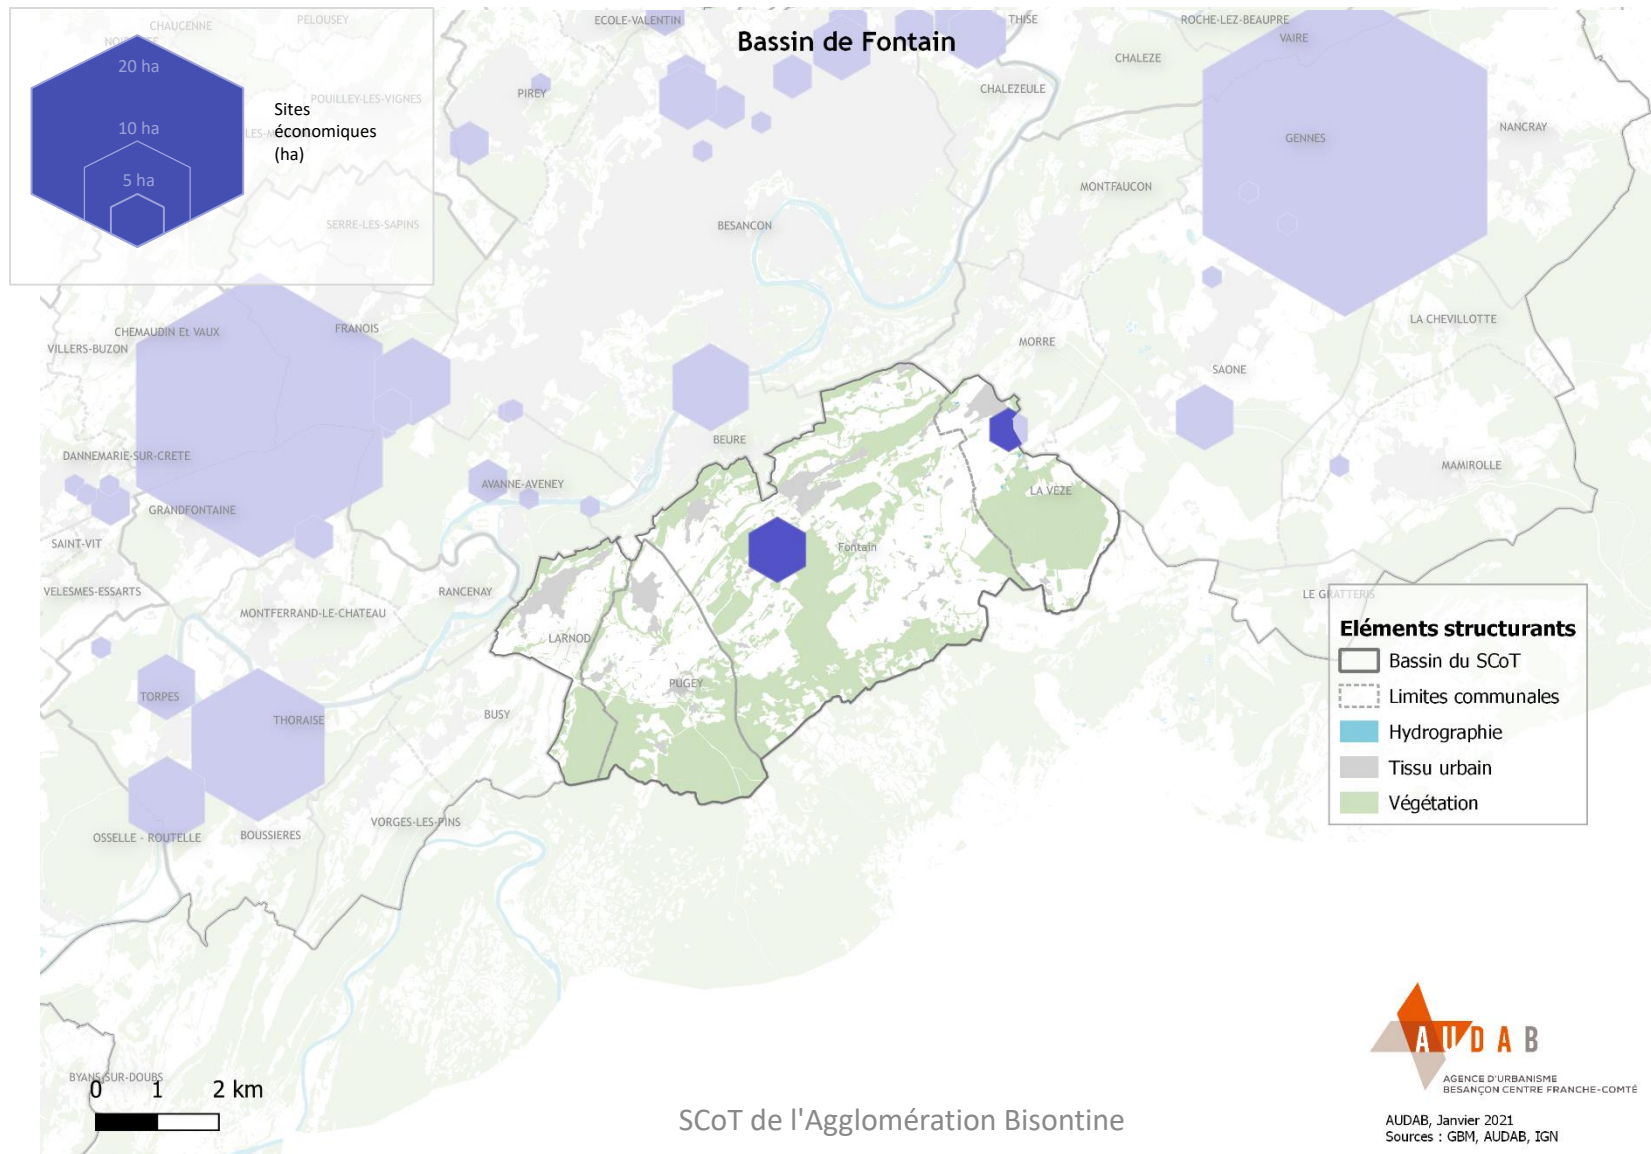 CHAUCENNE
PELOUSEY
ECOLE-VALENTIN
THISE
ROCHE-LEZ-BEAUPRE
Bassin de Fontain
VAIRE
CHALEZE
20 ha
PIREY
CHALEZEULE
POUILLEY-LES-VIGNES
Sites
économiques
(ha)
10 ha
GENNES
NANCRAY
5 ha
MONTFAUCON
SERRE-LES-SAPINS
BESANCON
LA CHEVILLOTTE
CHEMAUDIN Et VAUX
FRANOIS
VILLERS-BUZON
MORRE
SAONE
BEURE
DANNEMARIE-SUR-CRETE
MAMIROLLE
AVANNE-AVENEY
LA VEZE
GRANDFONTAINE
SAINT-VIT
Fontain
VELESMES-ESSARTS
RANCENAY
LE GRATTERIS
MONTFERRAND-LE-CHATEAU
LARNOD
Eléments structurants
Bassin du SCoT
Limites communales
Hydrographie
Tissu urbain
Végétation
PUGEY
TORPES
BUSY
THORAISE
VORGES-LES-PINS
OSSELLE - ROUTELLE
BOUSSIERES
BYANS-SUR-DOUBS
0 1 2 km
SCoT de l'Agglomération Bisontine
AUDAB
AGENCE D'URBANISME
BESANÇON CENTRE FRANCHE-COMTÉ
AUDAB, Janvier 2021
Sources : GBM, AUDAB, IGN